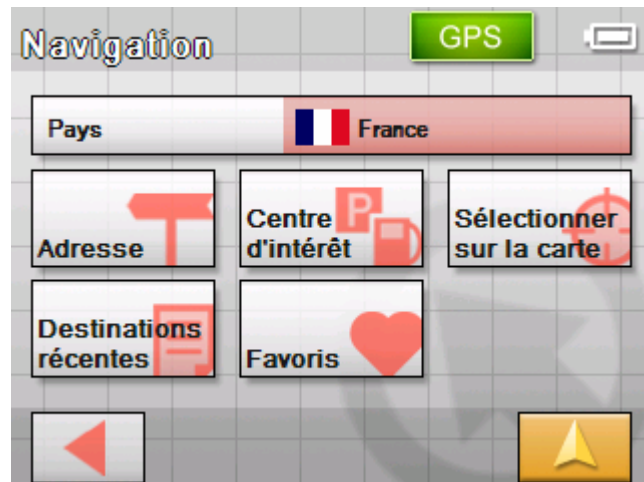 Navigation
GPS
Pays
France
Adresse
Centre
d'intérêt
P
Sélectionner
sur la carte
Destinations
récentes
Favoris